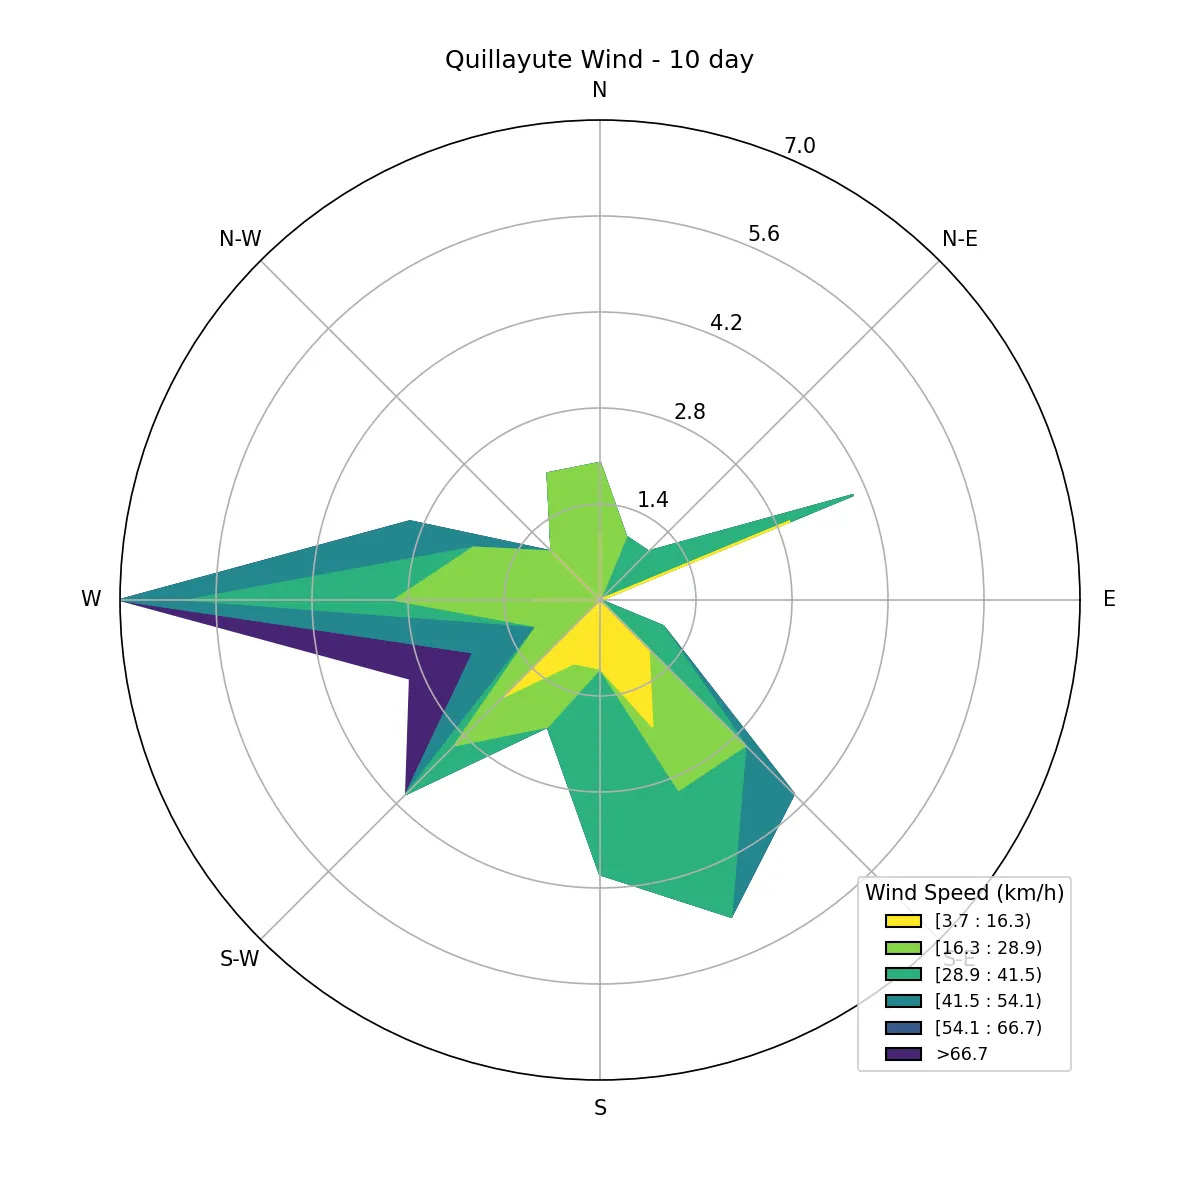 Quillayute Wind - 10 day
N
7.0
N-W
5.6
N-E
4.2
2.8
1.4
W
E
S-W
S-E
S
Wind Speed (km/h)
[3.7 : 16.3)
[16.3 : 28.9)
[28.9 : 41.5)
[41.5 : 54.1)
[54.1 : 66.7)
>66.7